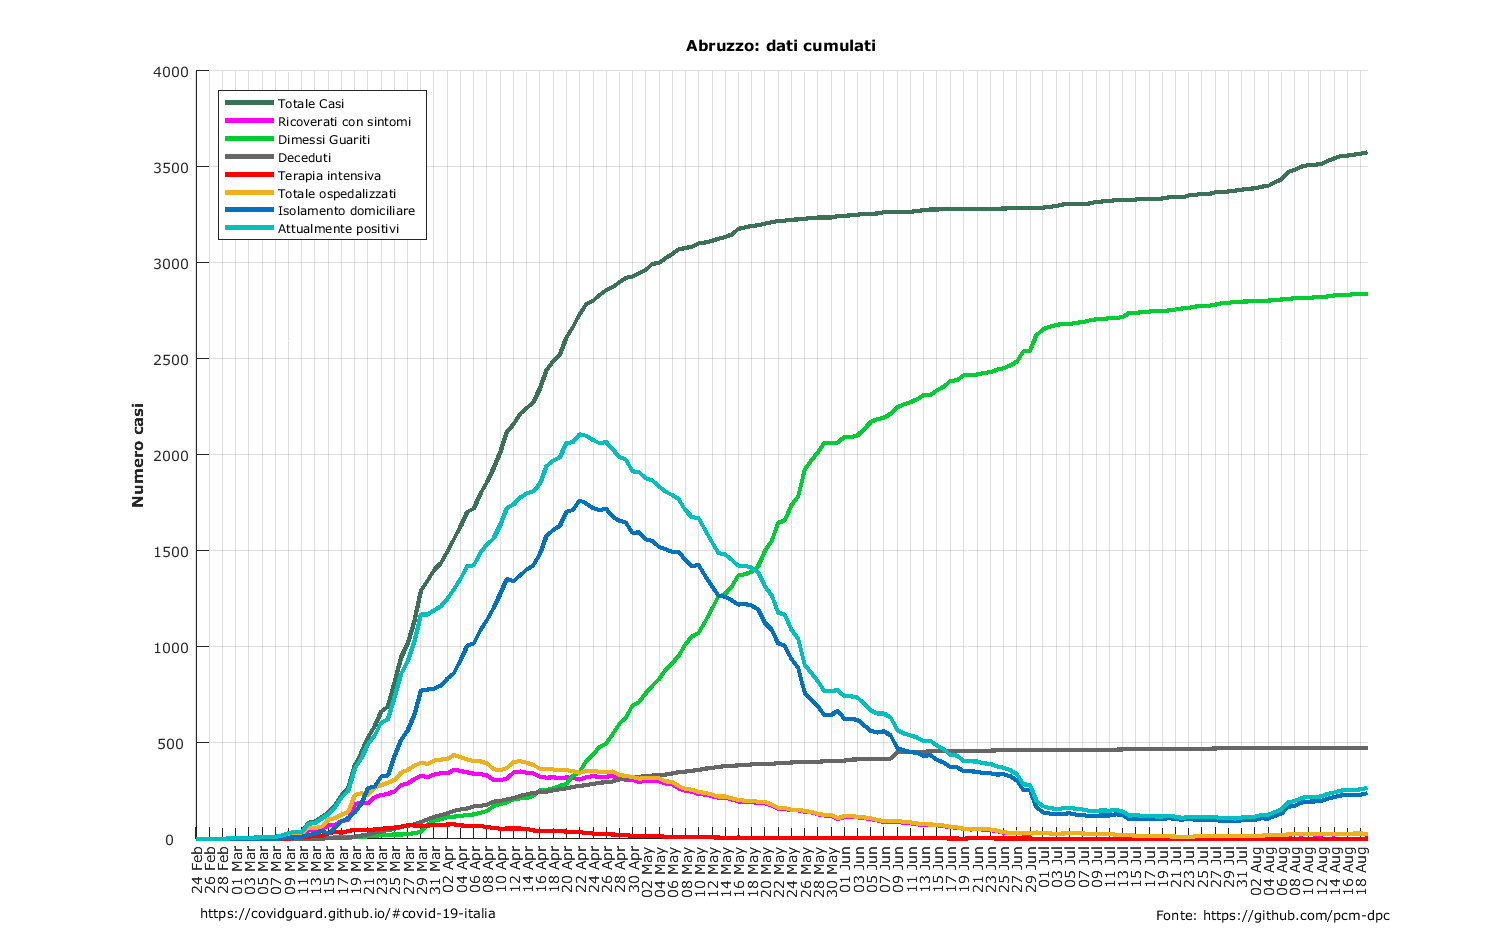 Abruzzo: dati cumulati
4000
3500
3000
2500
2000
1500
1000
500
0
Numero casi
Totale Casi
Ricoverati con sintomi
Dimessi Guariti
Deceduti
Terapia intensiva
Totale ospedalizzati
Isolamento domiciliare
Attualmente positivi
24 Feb
26 Feb
28 Feb
01 Mar
03 Mar
05 Mar
07 Mar
09 Mar
11 Mar
13 Mar
15 Mar
17 Mar
19 Mar
21 Mar
23 Mar
25 Mar
27 Mar
29 Mar
31 Mar
02 Apr
04 Apr
06 Apr
08 Apr
10 Apr
12 Apr
14 Apr
16 Apr
18 Apr
20 Apr
22 Apr
24 Apr
26 Apr
28 Apr
30 Apr
02 May
04 May
06 May
08 May
10 May
12 May
14 May
16 May
18 May
20 May
22 May
24 May
26 May
28 May
30 May
01 Jun
03 Jun
05 Jun
07 Jun
09 Jun
11 Jun
13 Jun
15 Jun
17 Jun
19 Jun
21 Jun
23 Jun
25 Jun
27 Jun
29 Jun
01 Jul
03 Jul
05 Jul
07 Jul
09 Jul
11 Jul
13 Jul
15 Jul
17 Jul
19 Jul
21 Jul
23 Jul
25 Jul
27 Jul
29 Jul
31 Jul
02 Aug
04 Aug
06 Aug
08 Aug
10 Aug
12 Aug
14 Aug
16 Aug
18 Aug
https://covidguard.github.io/#covid-19-italia
Fonte: https://github.com/pcm-dpc